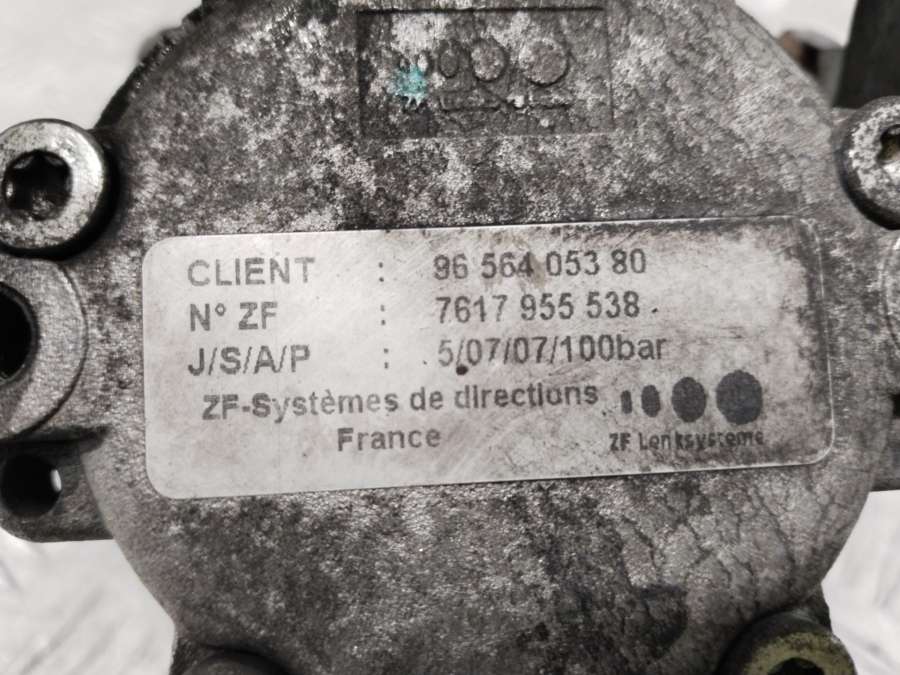 CLIENT : 96 564 053 80
N° ZF : 7617 955 538
J/S/A/P : 5/07/07/100bar
ZF-Systèmes de directions
France
ZF Lenksysteme